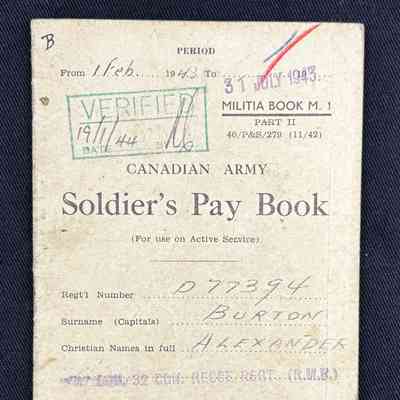 B
PERIOD
From 1 Feb 1943 To 31 JULY 1943
MILITIA BOOK M. 1
PART II
40/P&S/279 (11/42)
VERIFIED
19/1/44
CANADIAN ARMY
Soldier's Pay Book
(For use on Active Service)
Regt'l Number D77394
Surname (Capitals) BURTON
Christian Names in full ALEXANDER
32 CDN. RECCE REGT. (R.M.R.)